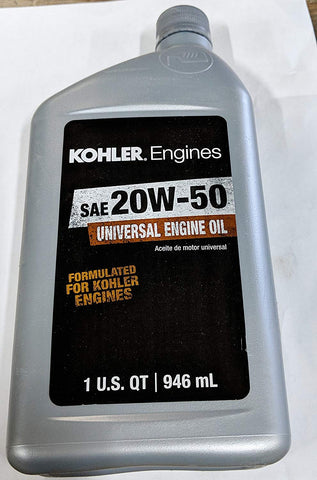 KOHLER. Engines
SAE 20W-50
UNIVERSAL ENGINE OIL
Aceite de motor universal
FORMULATED
FOR KOHLER
ENGINES
1 U.S. QT | 946 mL